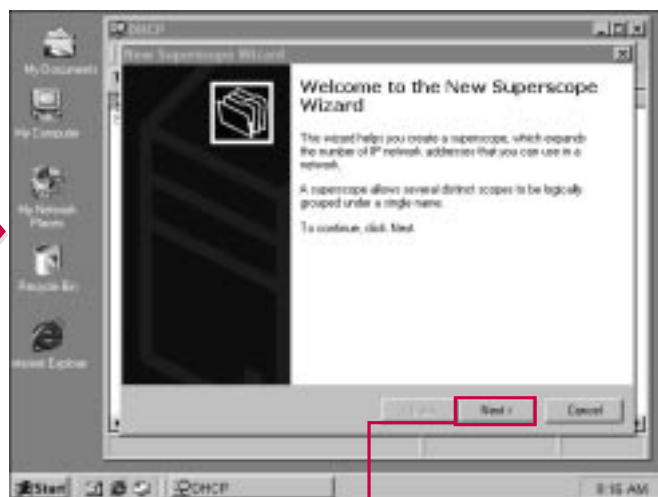 DHCP
New Superscope Wizard
My Documents
Welcome to the New Superscope
Wizard
This wizard helps you create a superscope, which expands
the number of IP network addresses that you can use in a
network.
A superscope allows several distinct scopes to be logically
grouped under a single name.
To continue, click Next.
My Computer
My Network
Places
Recycle Bin
Internet Explorer
Next >
Cancel
Start
DHCP
8:15 AM